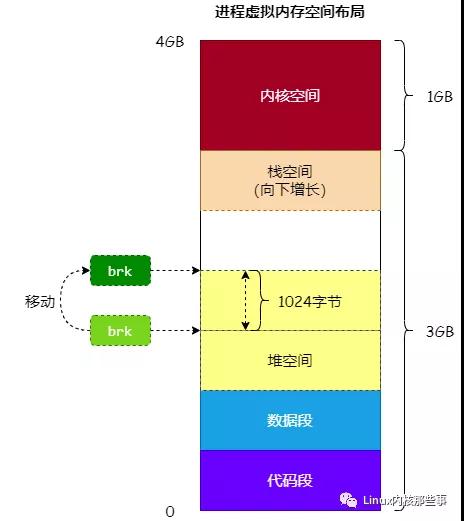 进程虚拟内存空间布局
4GB
内核空间
1GB
栈空间
(向下增长)
brk
移动
1024字节
brk
3GB
堆空间
数据段
代码段
Linux内核那些事
0